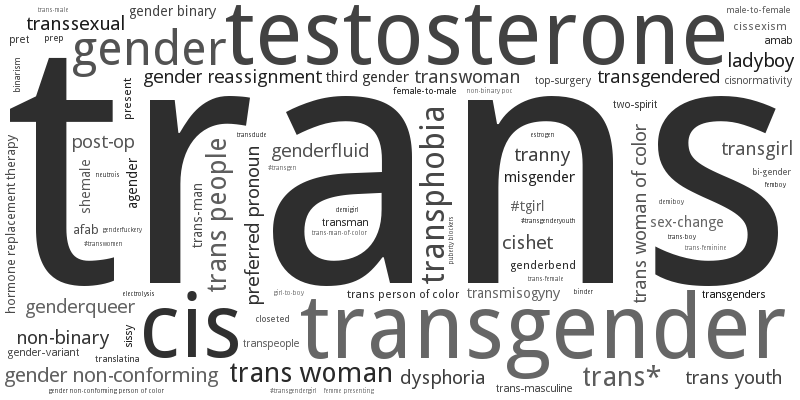 trans-male
transsexual
gender binary
testosterone
male-to-female
cissexism
pret
prep
gender
amab
ladyboy
binarism
present
gender reassignment
third gender
transwoman
top-surgery
transgendered
cisnormativity
female-to-male
non-binary poc
trans
two-spirit
post-op
transdude
genderfluid
transphobia
estrogen
tranny
misgender
transgirl
hormone replacement therapy
shemale
neutrois
agender
trans-man
trans people
preferred pronoun
#transgen
bi-gender
femboy
trans woman of color
demigirl
transman
trans-man-of-color
#tgirl
#transgenderyouth
demiboy
sex-change
afab
genderfuckery
#transwomen
puberty blockers
cishet
trans-boy
trans-feminine
genderbend
trans-female
electrolysis
girl-to-boy
trans person of color
transmisogyny
binder
transgenders
genderqueer
cis
closeted
transgender
non-binary
sissy
transpeople
gender-variant
translatina
gender non-conforming
trans woman
dysphoria
trans-masculine
trans*
trans youth
gender non-conforming person of color
#transgendergirl
femme presenting